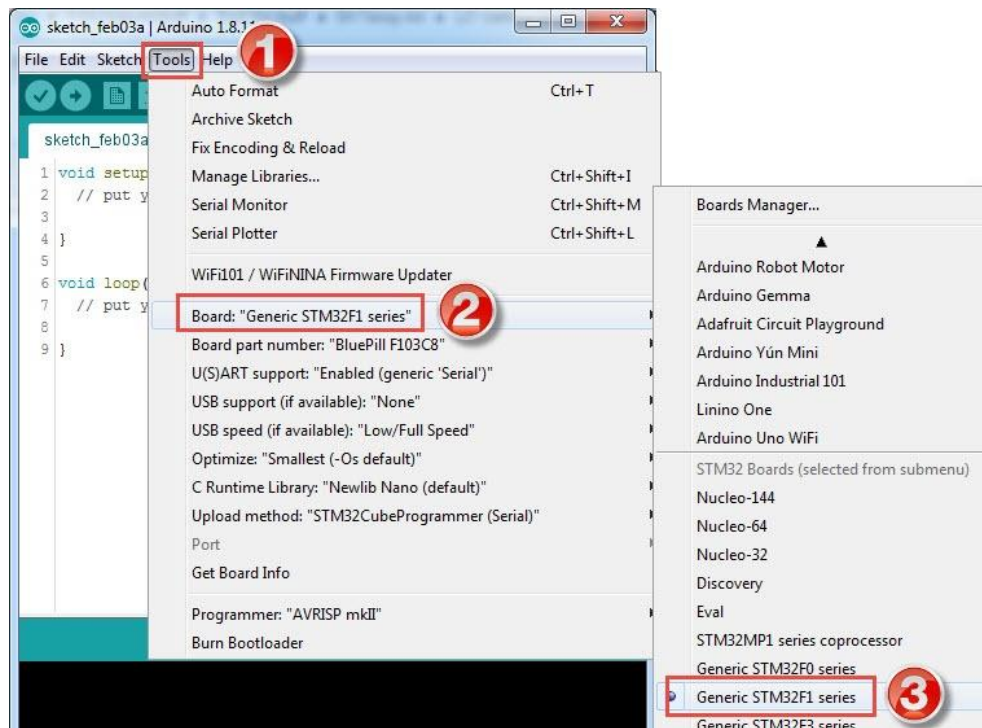 sketch_feb03a | Arduino 1.8.1
1
File Edit Sketch Tools Help
sketch_feb03a
1 void setup
2 // put y
3
4 }
5
6 void loop(
7 // put y
8
9 }
Auto Format Ctrl+T
Archive Sketch
Fix Encoding & Reload
Manage Libraries... Ctrl+Shift+I
Serial Monitor Ctrl+Shift+M
Serial Plotter Ctrl+Shift+L
WiFi101 / WiFiNINA Firmware Updater
Board: "Generic STM32F1 series"
2
Board part number: "BluePill F103C8"
U(S)ART support: "Enabled (generic 'Serial')"
USB support (if available): "None"
USB speed (if available): "Low/Full Speed"
Optimize: "Smallest (-Os default)"
C Runtime Library: "Newlib Nano (default)"
Upload method: "STM32CubeProgrammer (Serial)"
Port
Get Board Info
Programmer: "AVRISP mkII"
Burn Bootloader
Boards Manager...
Arduino Robot Motor
Arduino Gemma
Adafruit Circuit Playground
Arduino Yún Mini
Arduino Industrial 101
Linino One
Arduino Uno WiFi
STM32 Boards (selected from submenu)
Nucleo-144
Nucleo-64
Nucleo-32
Discovery
Eval
STM32MP1 series coprocessor
Generic STM32F0 series
Generic STM32F1 series
3
Generic STM32F3 series